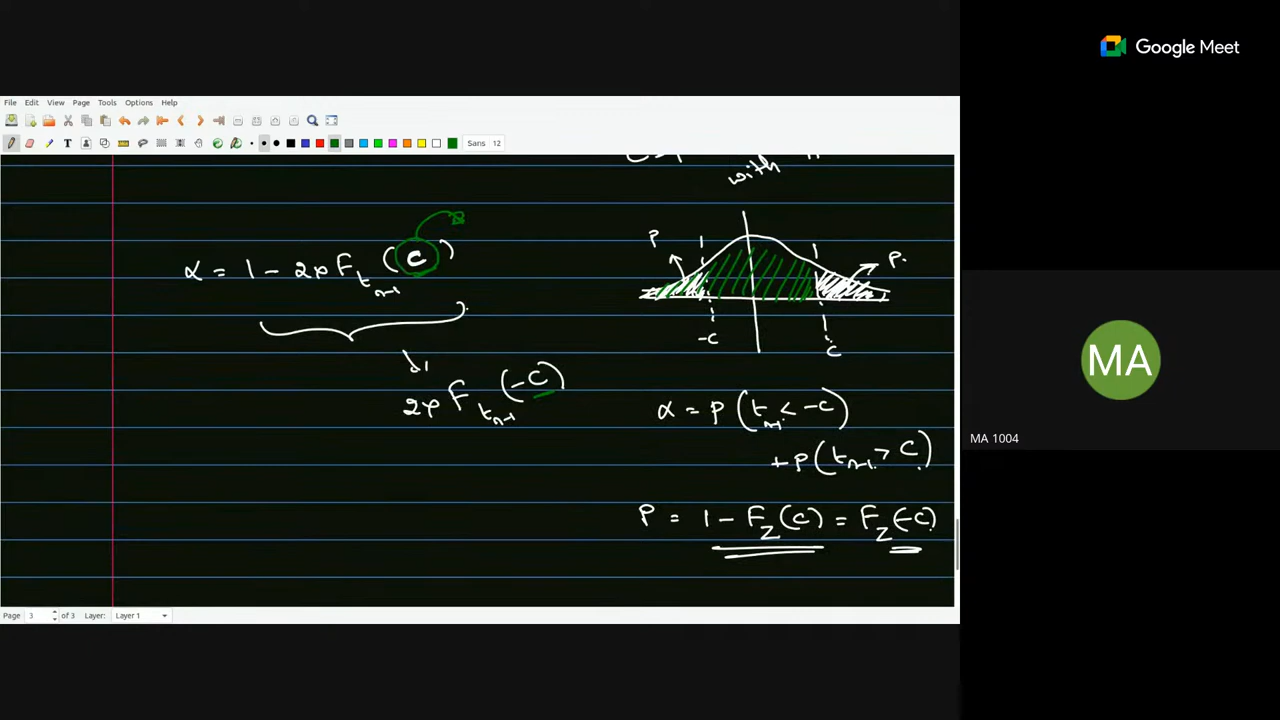 Google Meet
File Edit View Page Tools Options Help
Sans 12
with
α = 1 - 2p F_{t_{n-1}} (c)
2p F_{t_{n-1}} (-c)
P P.
-c c
α = p (t_{n-1} < -c)
+ p (t_{n-1} > c)
P = 1 - F_Z (c) = F_Z (-c)
MA
MA 1004
Page 3 of 3 Layer: Layer 1